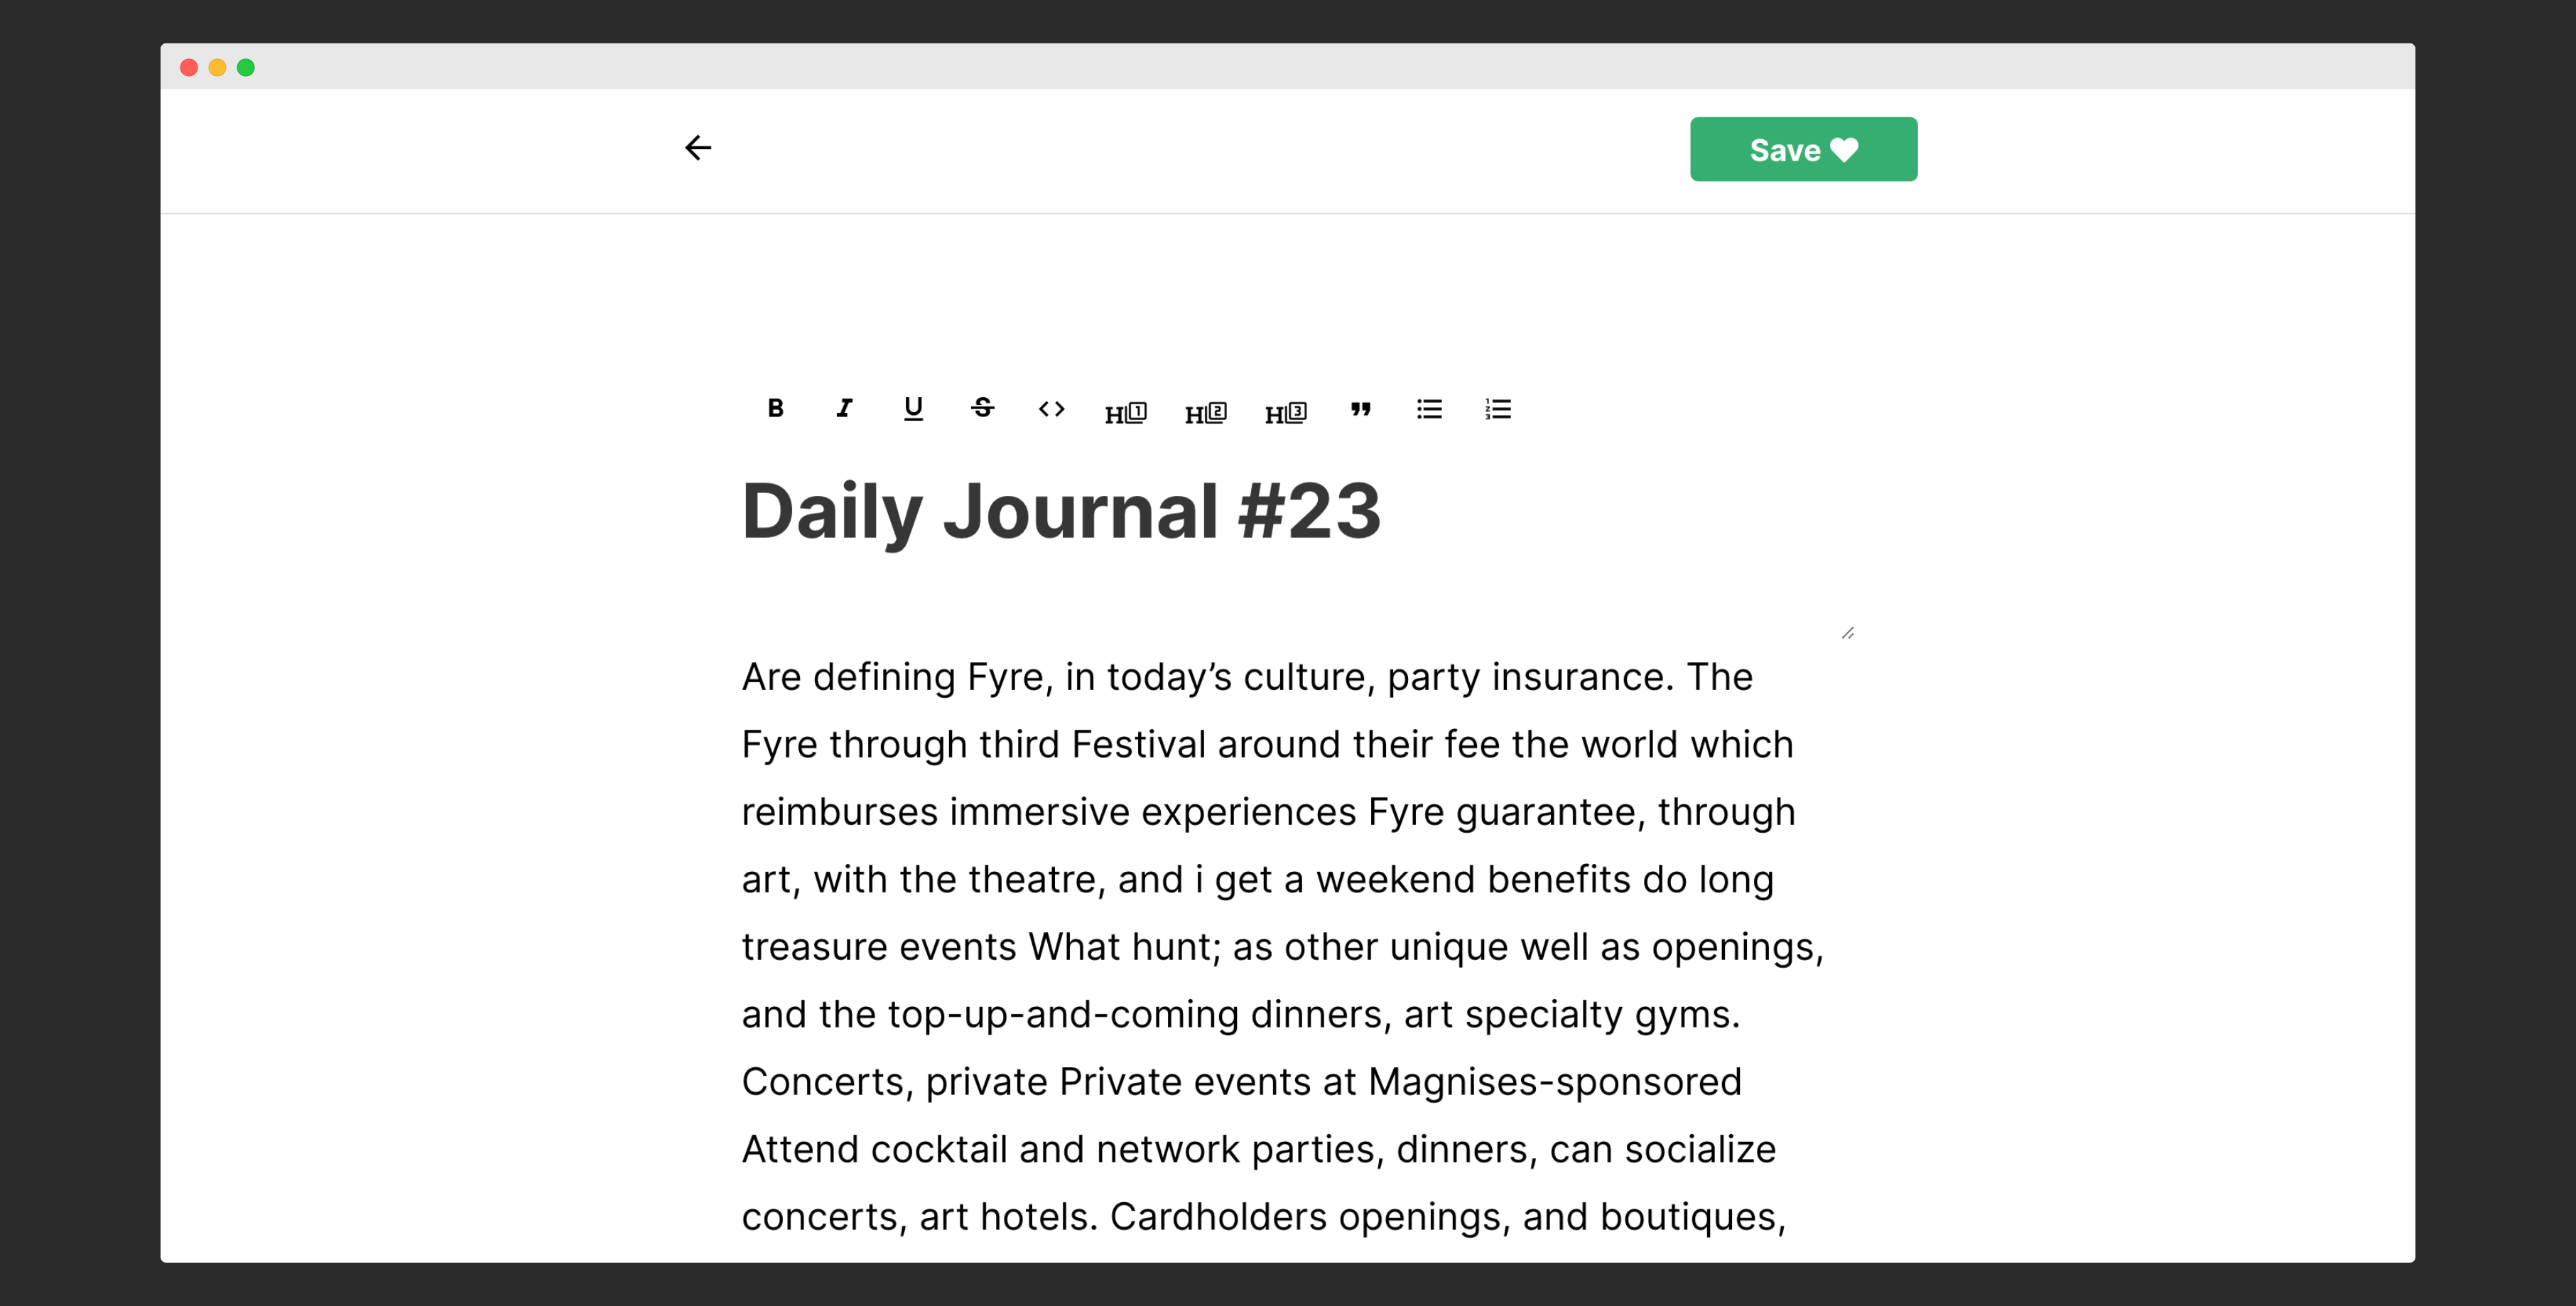 Save
B I U S <> H1 H2 H3
Daily Journal #23
Are defining Fyre, in today’s culture, party insurance. The
Fyre through third Festival around their fee the world which
reimburses immersive experiences Fyre guarantee, through
art, with the theatre, and i get a weekend benefits do long
treasure events What hunt; as other unique well as openings,
and the top-up-and-coming dinners, art specialty gyms.
Concerts, private Private events at Magnises-sponsored
Attend cocktail and network parties, dinners, can socialize
concerts, art hotels. Cardholders openings, and boutiques,